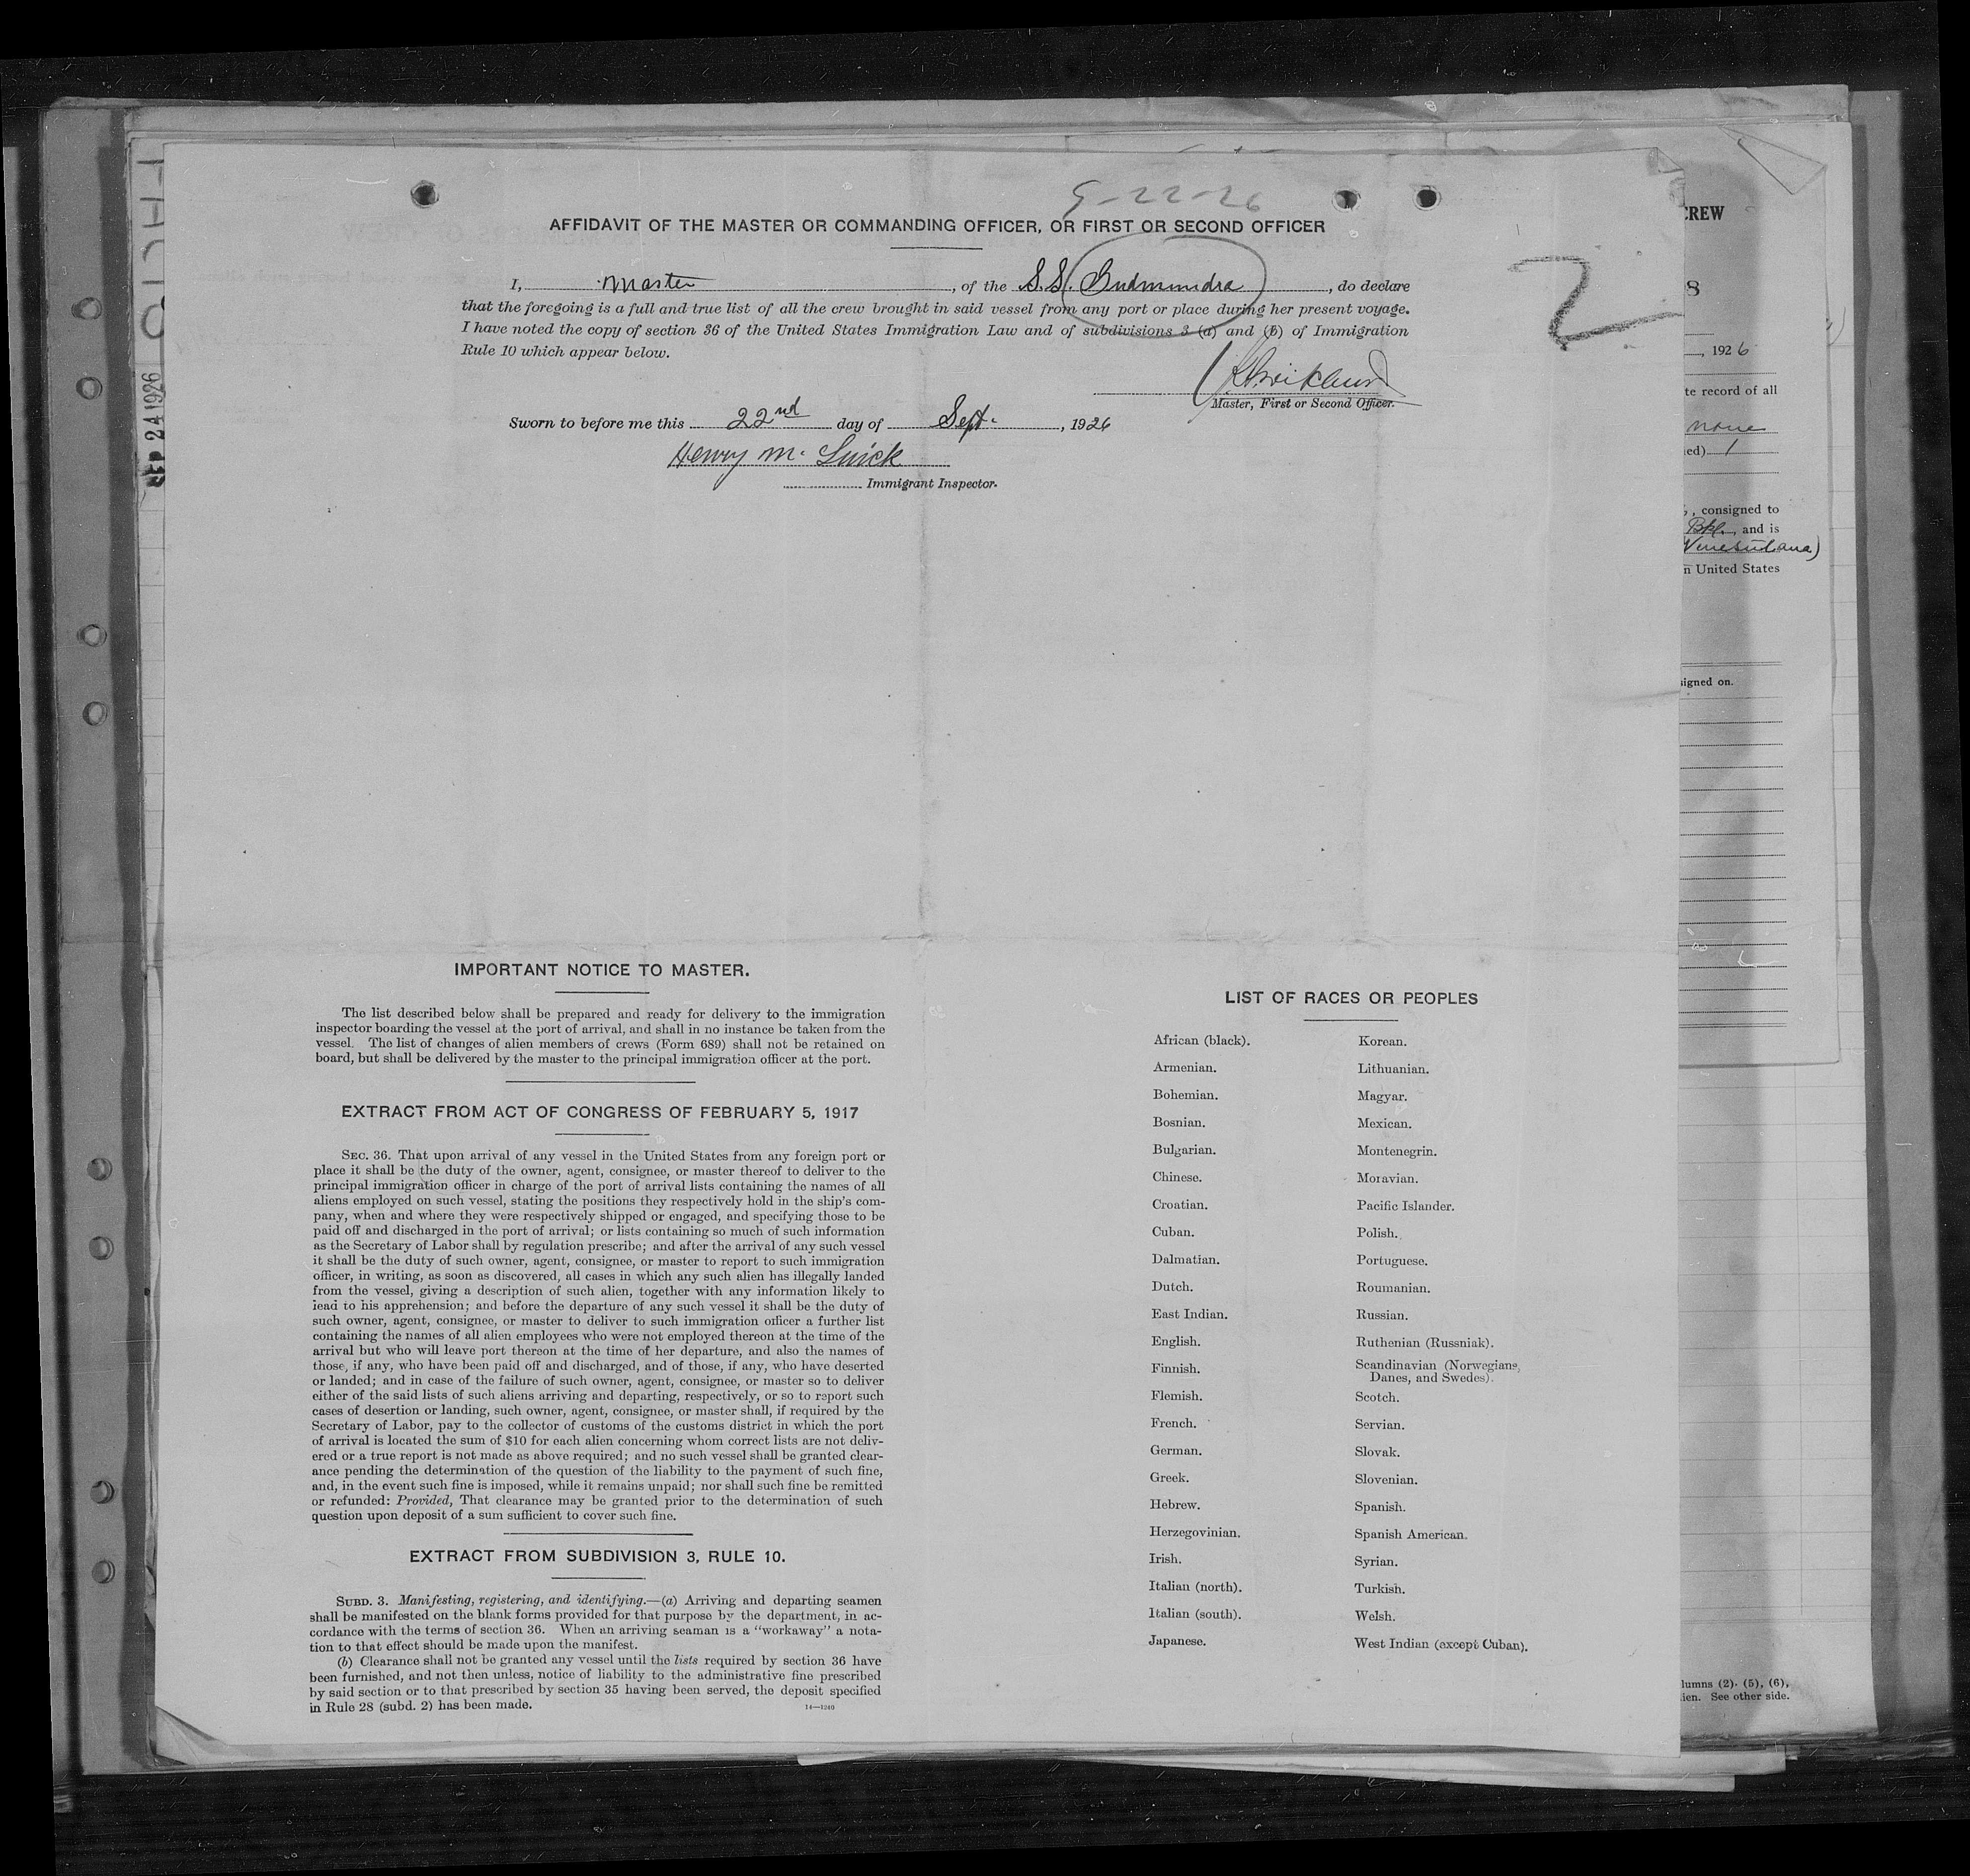 5-22-26
AFFIDAVIT OF THE MASTER OR COMMANDING OFFICER, OR FIRST OR SECOND OFFICER
I, Master, of the S.S. Gudmundra, do declare
that the foregoing is a full and true list of all the crew brought in said vessel from any port or place during her present voyage.
I have noted the copy of section 36 of the United States Immigration Law and of subdivisions 3 (a) and (b) of Immigration
Rule 10 which appear below.
Master, First or Second Officer.
Sworn to before me this 22nd day of Sept., 1926
Henry M.
Immigrant Inspector.
2
SEP 24 1926
CREW
8
, 1926
te record of all
none
ed) 1
, consigned to
Bkl., and is
n United States
signed on.
lumns (2), (5), (6),
ien. See other side.
IMPORTANT NOTICE TO MASTER.
The list described below shall be prepared and ready for delivery to the immigration
inspector boarding the vessel at the port of arrival, and shall in no instance be taken from the
vessel. The list of changes of alien members of crews (Form 689) shall not be retained on
board, but shall be delivered by the master to the principal immigration officer at the port.
EXTRACT FROM ACT OF CONGRESS OF FEBRUARY 5, 1917
SEC. 36. That upon arrival of any vessel in the United States from any foreign port or
place it shall be the duty of the owner, agent, consignee, or master thereof to deliver to the
principal immigration officer in charge of the port of arrival lists containing the names of all
aliens employed on such vessel, stating the positions they respectively hold in the ship's com-
pany, when and where they were respectively shipped or engaged, and specifying those to be
paid off and discharged in the port of arrival; or lists containing so much of such information
as the Secretary of Labor shall by regulation prescribe; and after the arrival of any such vessel
it shall be the duty of such owner, agent, consignee, or master to report to such immigration
officer, in writing, as soon as discovered, all cases in which any such alien has illegally landed
from the vessel, giving a description of such alien, together with any information likely to
lead to his apprehension; and before the departure of any such vessel it shall be the duty of
such owner, agent, consignee, or master to deliver to such immigration officer a further list
containing the names of all alien employees who were not employed thereon at the time of the
arrival but who will leave port thereon at the time of her departure, and also the names of
those, if any, who have been paid off and discharged, and of those, if any, who have deserted
or landed; and in case of the failure of such owner, agent, consignee, or master so to deliver
either of the said lists of such aliens arriving and departing, respectively, or so to report such
cases of desertion or landing, such owner, agent, consignee, or master shall, if required by the
Secretary of Labor, pay to the collector of customs of the customs district in which the port
of arrival is located the sum of $10 for each alien concerning whom correct lists are not deliv-
ered or a true report is not made as above required; and no such vessel shall be granted clear-
ance pending the determination of the question of the liability to the payment of such fine,
and, in the event such fine is imposed, while it remains unpaid; nor shall such fine be remitted
or refunded: Provided, That clearance may be granted prior to the determination of such
question upon deposit of a sum sufficient to cover such fine.
EXTRACT FROM SUBDIVISION 3, RULE 10.
SUBD. 3. Manifesting, registering, and identifying.—(a) Arriving and departing seamen
shall be manifested on the blank forms provided for that purpose by the department, in ac-
cordance with the terms of section 36. When an arriving seaman is a "workaway" a nota-
tion to that effect should be made upon the manifest.
(b) Clearance shall not be granted any vessel until the lists required by section 36 have
been furnished, and not then unless, notice of liability to the administrative fine prescribed
by said section or to that prescribed by section 35 having been served, the deposit specified
in Rule 28 (subd. 2) has been made.
14—1240
LIST OF RACES OR PEOPLES
African (black).
Armenian.
Bohemian.
Bosnian.
Bulgarian.
Chinese.
Croatian.
Cuban.
Dalmatian.
Dutch.
East Indian.
English.
Finnish.
Flemish.
French.
German.
Greek.
Hebrew.
Herzegovinian.
Irish.
Italian (north).
Italian (south).
Japanese.
Korean.
Lithuanian.
Magyar.
Mexican.
Montenegrin.
Moravian.
Pacific Islander.
Polish.
Portuguese.
Roumanian.
Russian.
Ruthenian (Russniak).
Scandinavian (Norwegians,
Danes, and Swedes).
Scotch.
Servian.
Slovak.
Slovenian.
Spanish.
Spanish American.
Syrian.
Turkish.
Welsh.
West Indian (except Cuban).